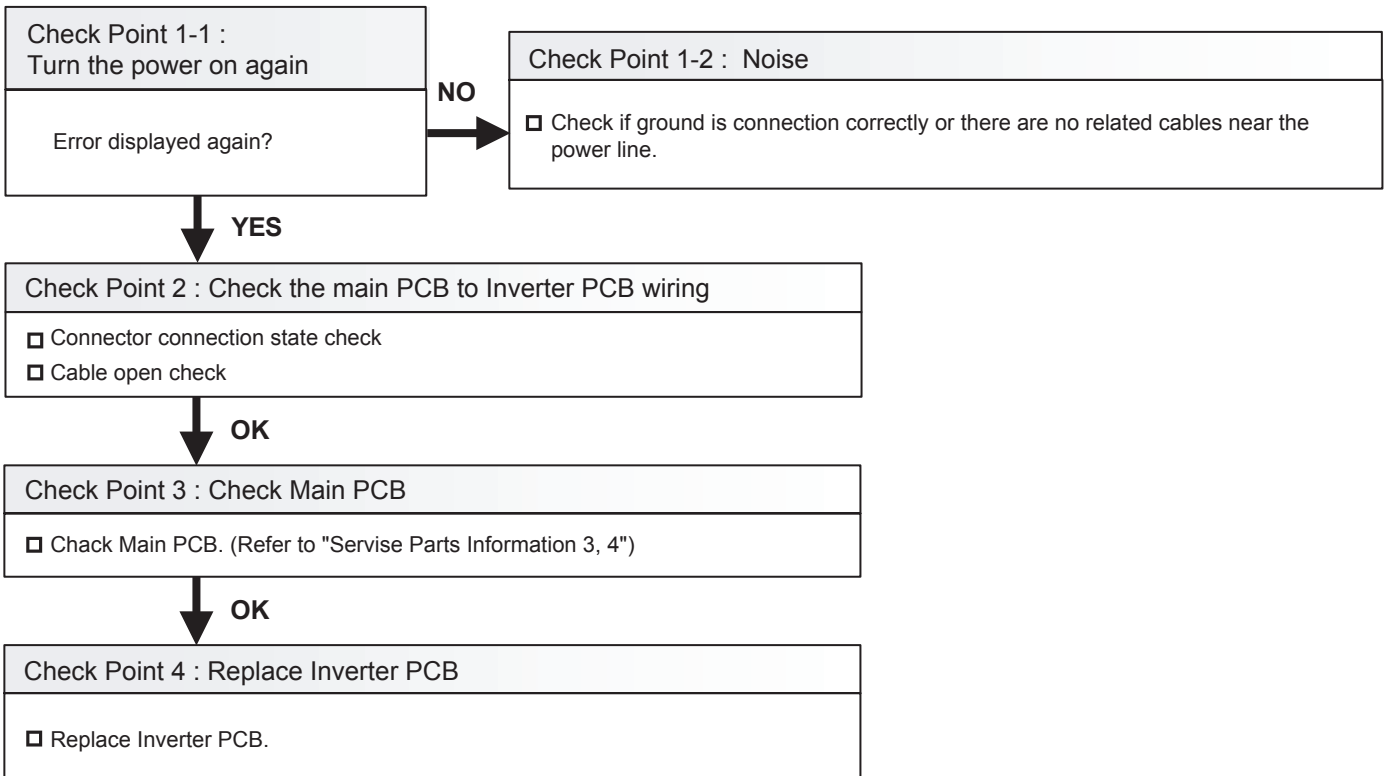 Check Point 1-1 :
Turn the power on again
Error displayed again?
NO
Check Point 1-2 :  Noise
Check if ground is connection correctly or there are no related cables near the
power line.
YES
Check Point 2 : Check the main PCB to Inverter PCB wiring
Connector connection state check
Cable open check
OK
Check Point 3 : Check Main PCB
Chack Main PCB. (Refer to "Servise Parts Information 3, 4")
OK
Check Point 4 : Replace Inverter PCB
Replace Inverter PCB.